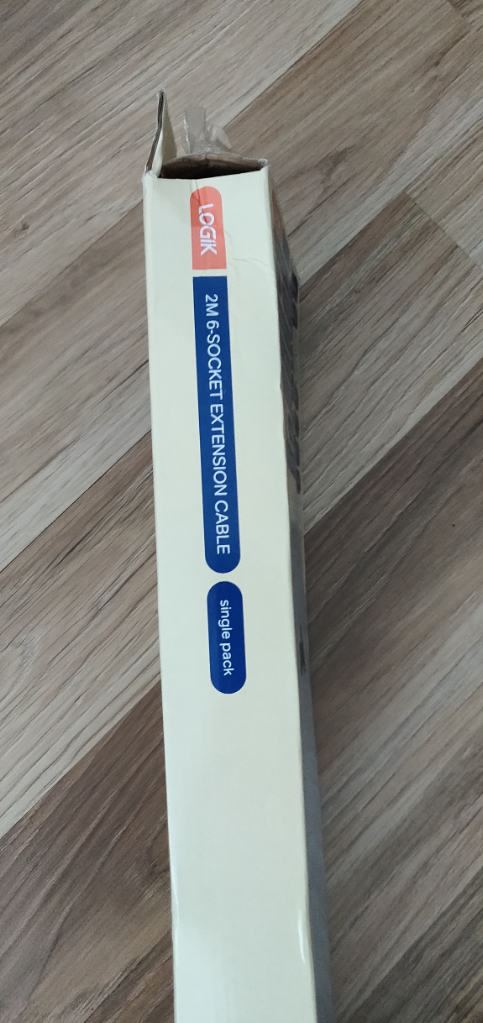 LOGIK
2M 6-SOCKET EXTENSION CABLE
single pack